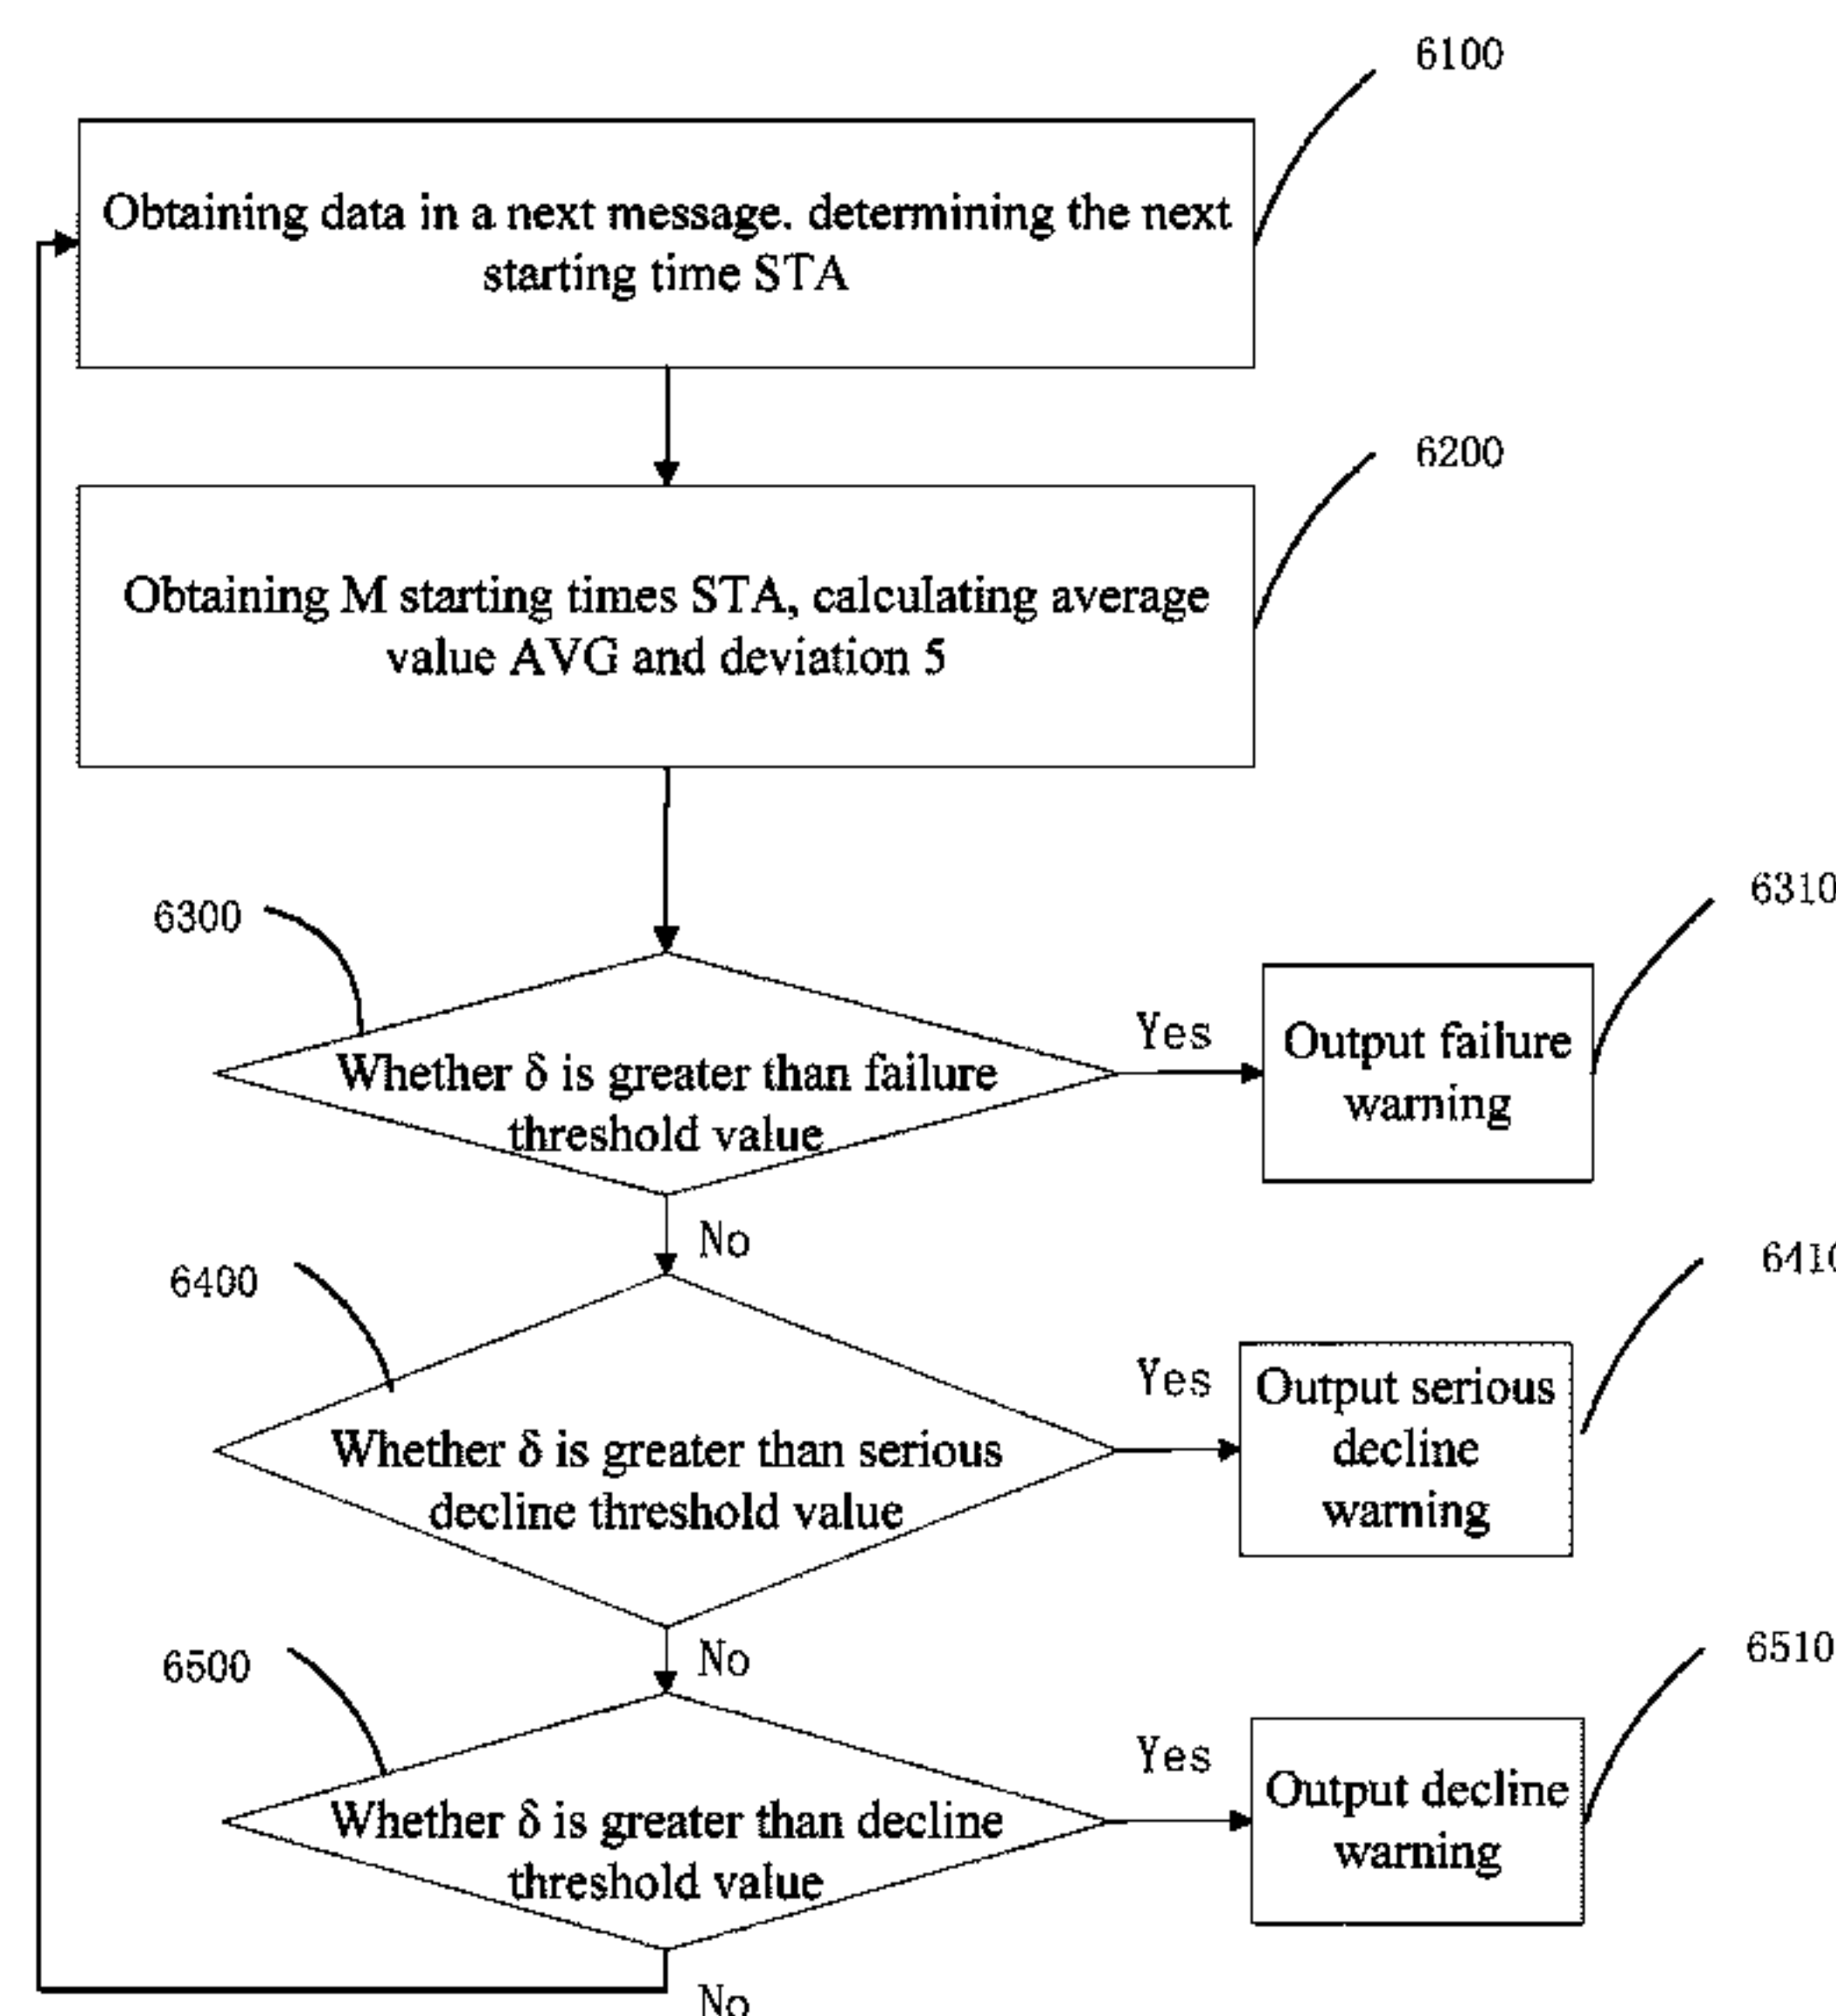 6100
Obtaining data in a next message. determining the next
starting time STA
6200
Obtaining M starting times STA, calculating average
value AVG and deviation 5
6300
6310
Whether δ is greater than failure
threshold value
Yes
Output failure
warning
No
6400
6410
Whether δ is greater than serious
decline threshold value
Yes
Output serious
decline
warning
No
6500
6510
Whether δ is greater than decline
threshold value
Yes
Output decline
warning
No